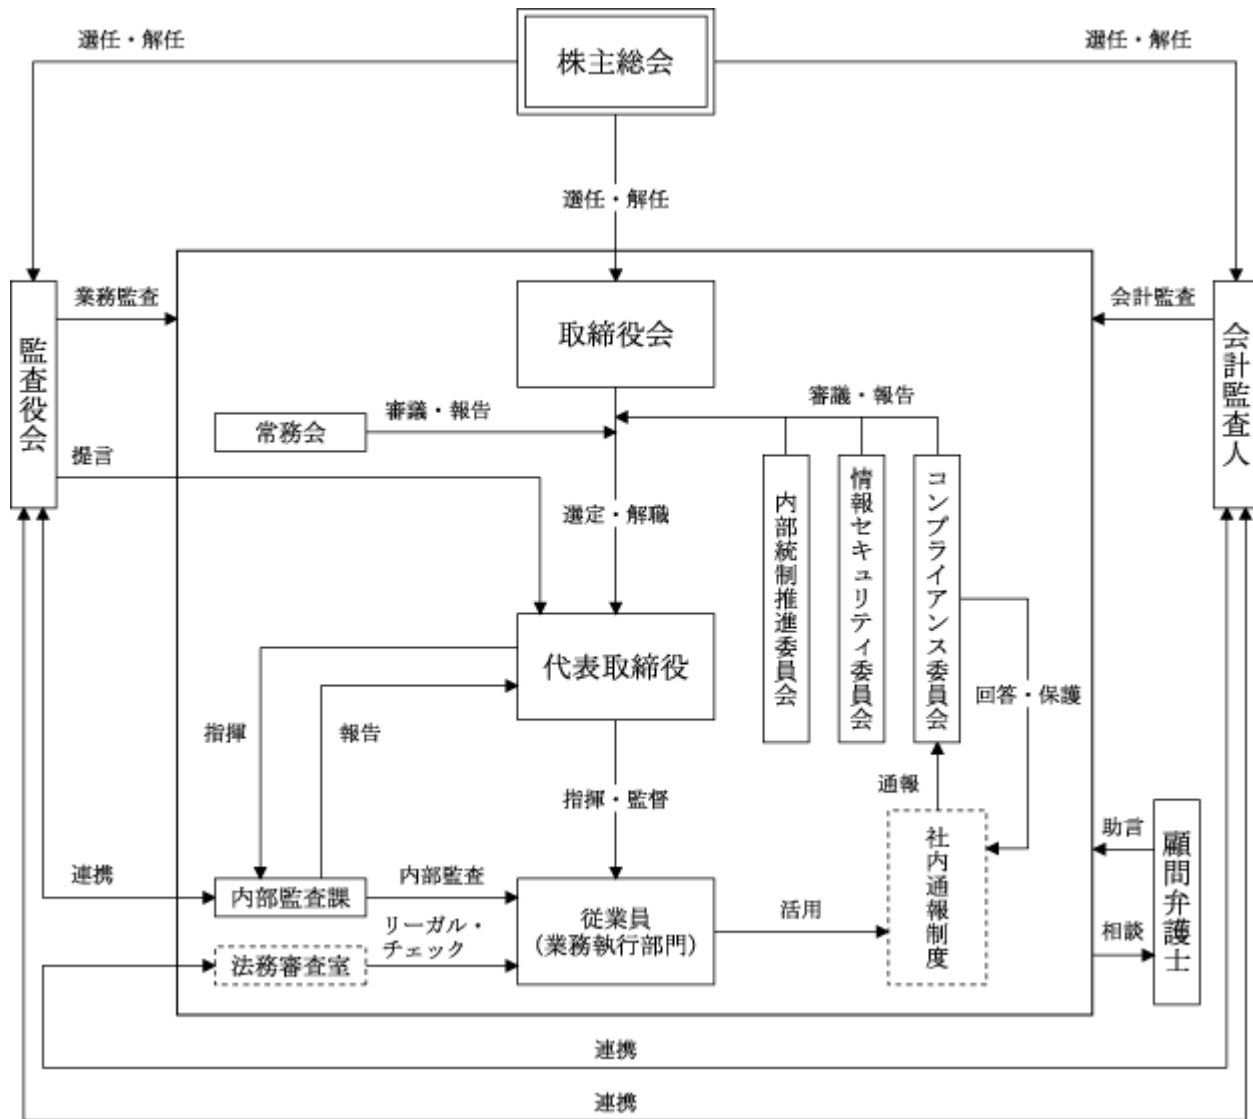 選任・解任
株主総会
選任・解任
選任・解任
監査役会
業務監査
取締役会
会計監査
会計監査人
常務会
審議・報告
審議・報告
提言
選定・解職
内部統制推進委員会
情報セキュリティ委員会
コンプライアンス委員会
代表取締役
回答・保護
指揮
報告
指揮・監督
通報
社内通報制度
助言
顧問弁護士
相談
連携
内部監査課
内部監査
リーガル・
チェック
法務審査室
従業員
(業務執行部門)
活用
連携
連携